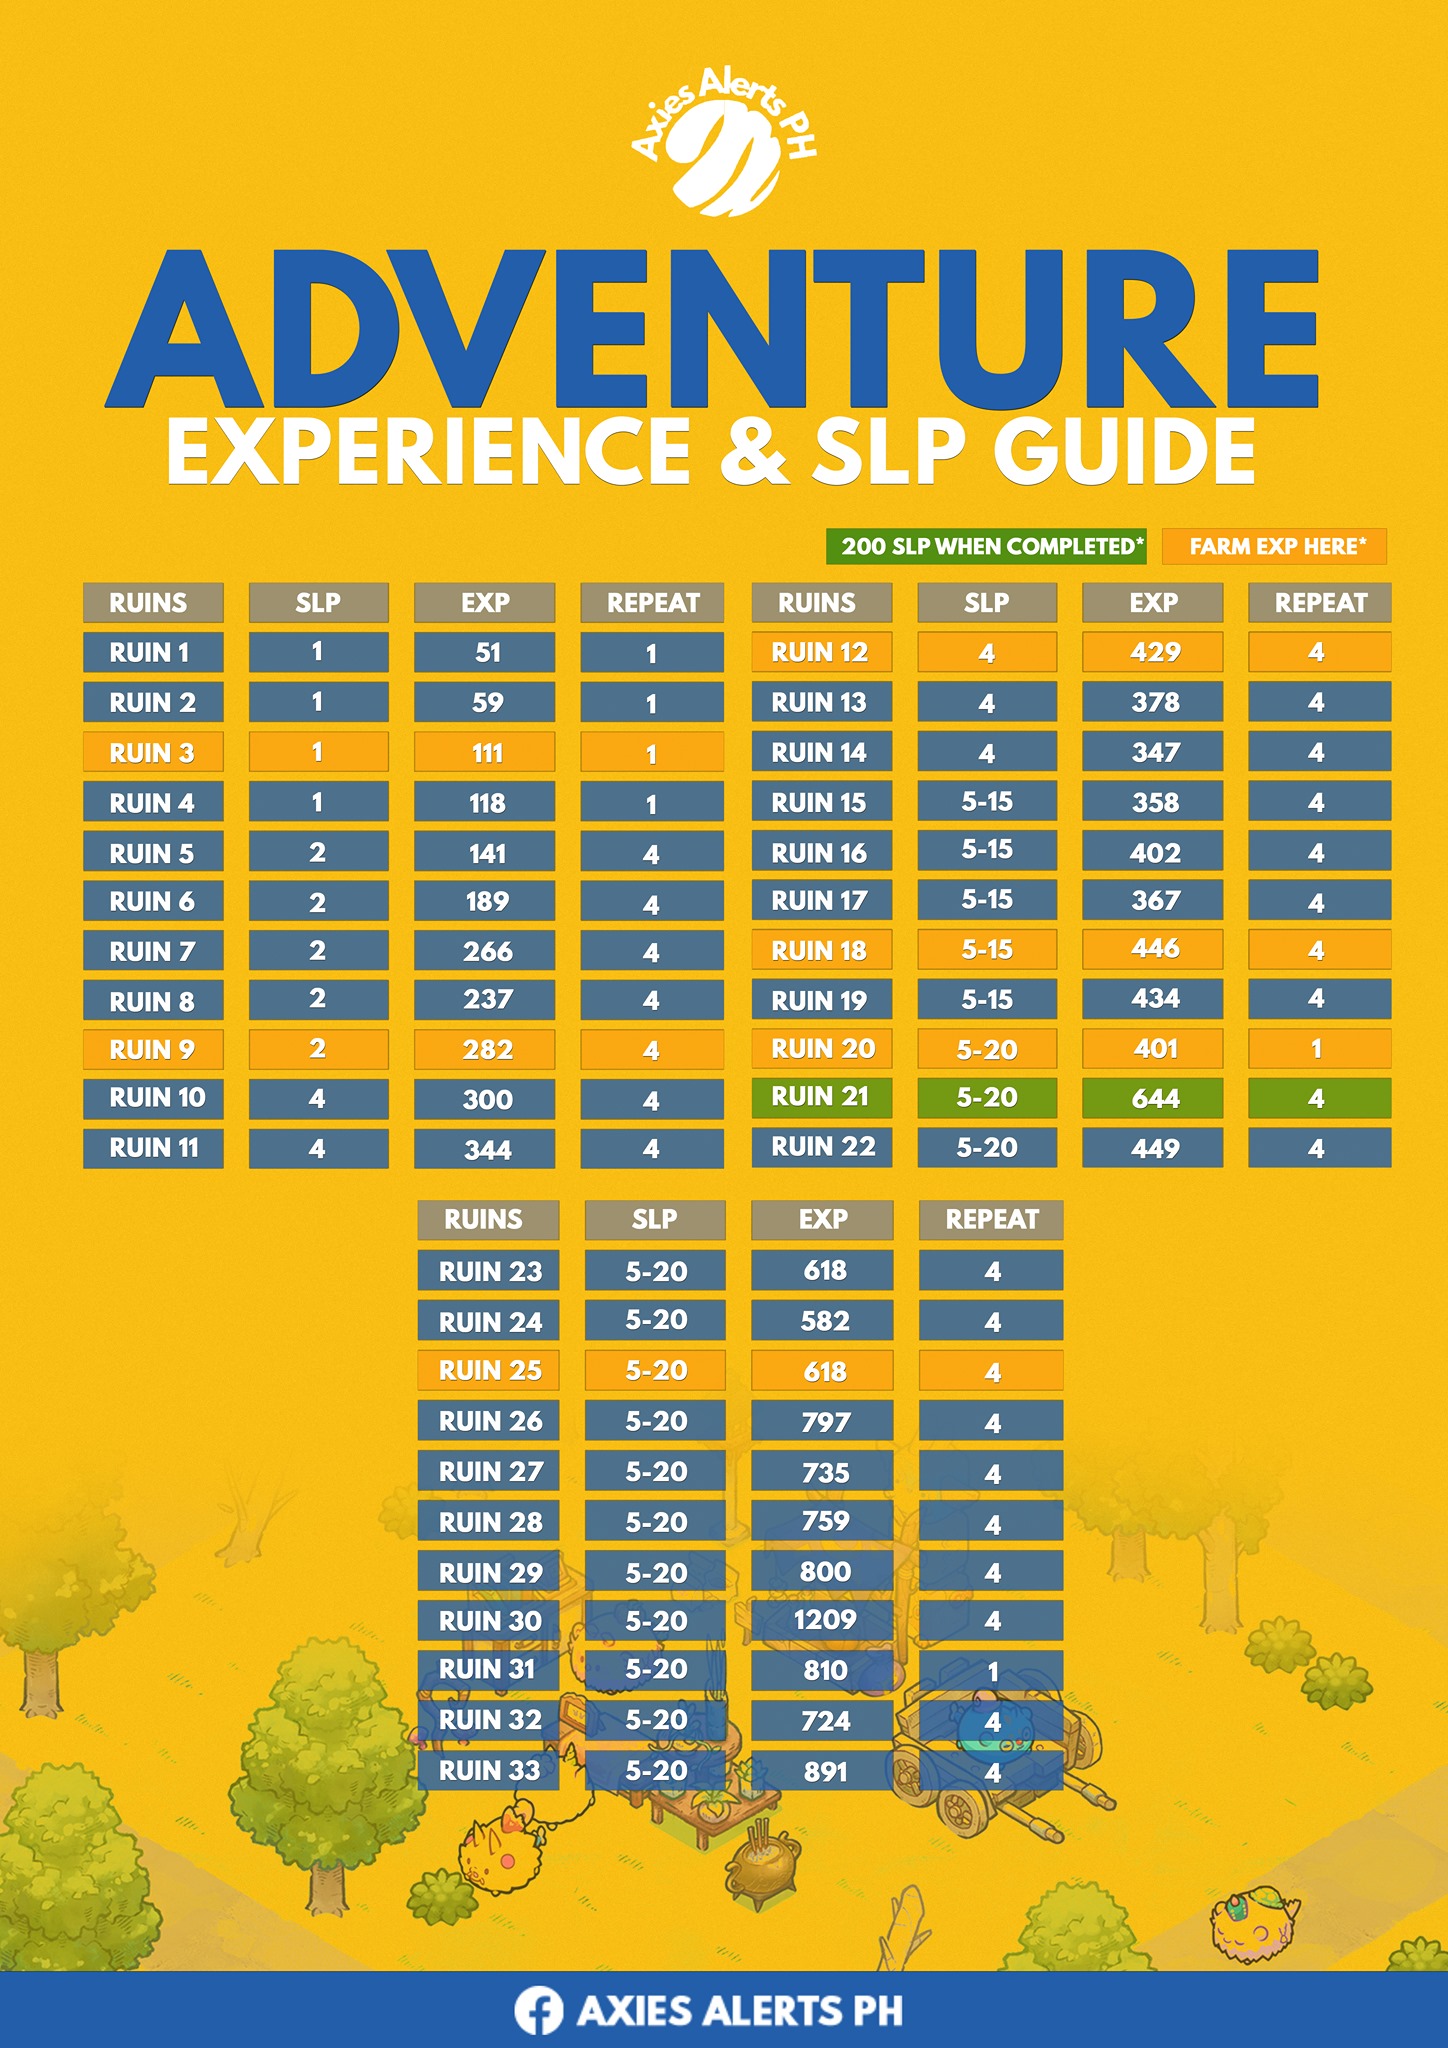 Axies Alerts PH
ADVENTURE
EXPERIENCE & SLP GUIDE
200 SLP WHEN COMPLETED* FARM EXP HERE*
RUINS SLP EXP REPEAT
RUIN 1 1 51 1
RUIN 2 1 59 1
RUIN 3 1 111 1
RUIN 4 1 118 1
RUIN 5 2 141 4
RUIN 6 2 189 4
RUIN 7 2 266 4
RUIN 8 2 237 4
RUIN 9 2 282 4
RUIN 10 4 300 4
RUIN 11 4 344 4
RUINS SLP EXP REPEAT
RUIN 12 4 429 4
RUIN 13 4 378 4
RUIN 14 4 347 4
RUIN 15 5-15 358 4
RUIN 16 5-15 402 4
RUIN 17 5-15 367 4
RUIN 18 5-15 446 4
RUIN 19 5-15 434 4
RUIN 20 5-20 401 1
RUIN 21 5-20 644 4
RUIN 22 5-20 449 4
RUINS SLP EXP REPEAT
RUIN 23 5-20 618 4
RUIN 24 5-20 582 4
RUIN 25 5-20 618 4
RUIN 26 5-20 797 4
RUIN 27 5-20 735 4
RUIN 28 5-20 759 4
RUIN 29 5-20 800 4
RUIN 30 5-20 1209 4
RUIN 31 5-20 810 1
RUIN 32 5-20 724 4
RUIN 33 5-20 891 4
AXIES ALERTS PH